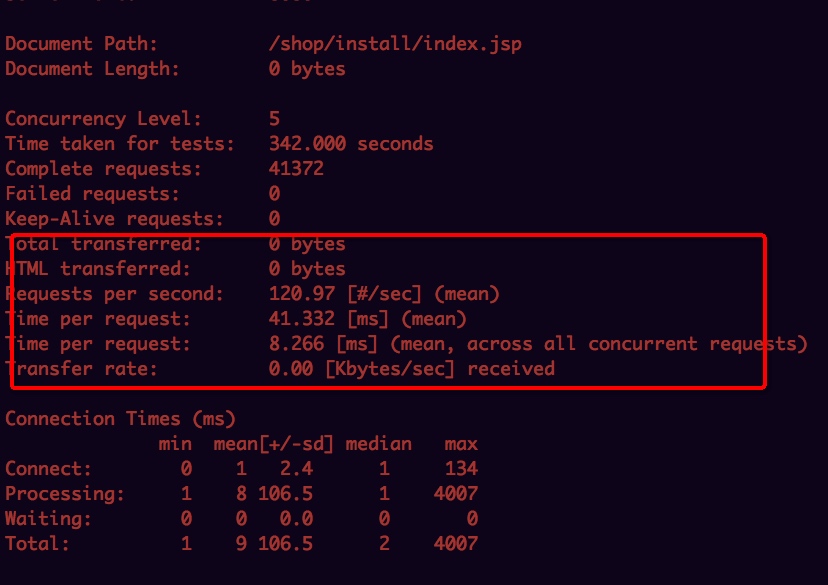 Document Path: /shop/install/index.jsp
Document Length: 0 bytes
Concurrency Level: 5
Time taken for tests: 342.000 seconds
Complete requests: 41372
Failed requests: 0
Keep-Alive requests: 0
Total transferred: 0 bytes
HTML transferred: 0 bytes
Requests per second: 120.97 [#/sec] (mean)
Time per request: 41.332 [ms] (mean)
Time per request: 8.266 [ms] (mean, across all concurrent requests)
Transfer rate: 0.00 [Kbytes/sec] received
Connection Times (ms)
min mean[+/-sd] median max
Connect: 0 1 2.4 1 134
Processing: 1 8 106.5 1 4007
Waiting: 0 0 0.0 0 0
Total: 1 9 106.5 2 4007